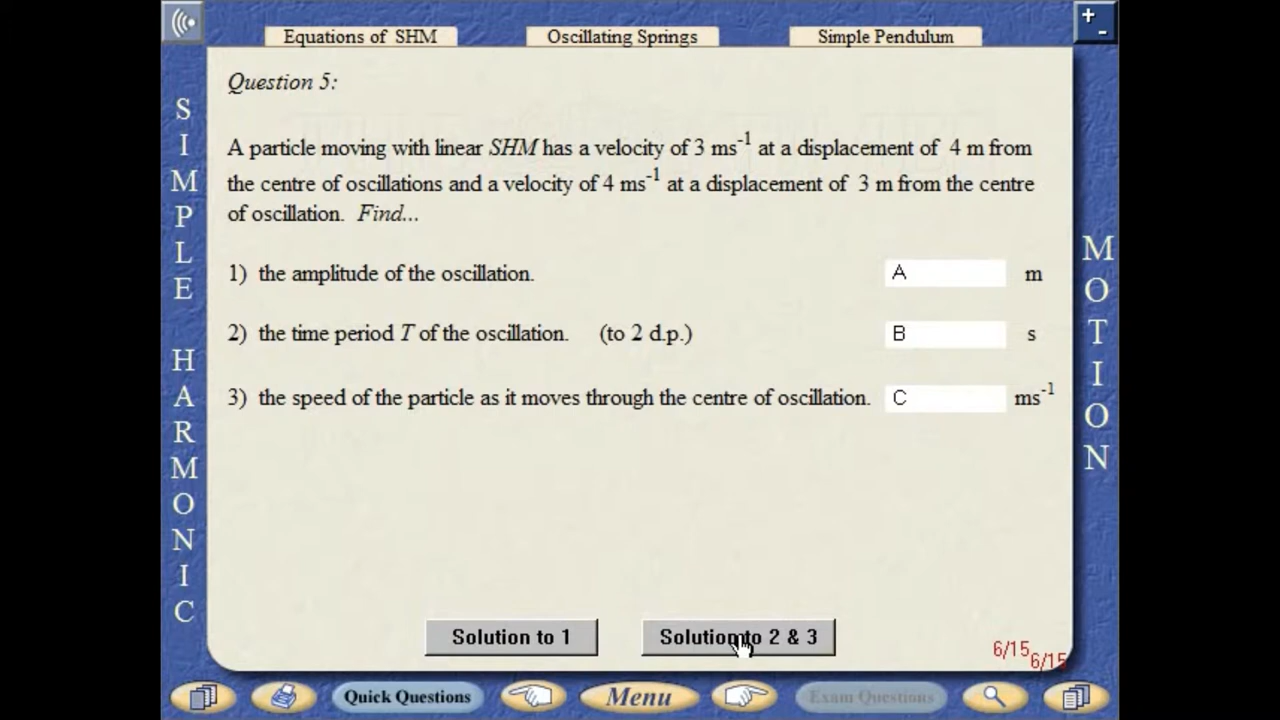 Equations of SHM
Oscillating Springs
Simple Pendulum
+
-
SIMPLE HARMONIC
MOTION
Question 5:
A particle moving with linear SHM has a velocity of 3 ms⁻¹ at a displacement of 4 m from
the centre of oscillations and a velocity of 4 ms⁻¹ at a displacement of 3 m from the centre
of oscillation. Find...
1) the amplitude of the oscillation. A m
2) the time period T of the oscillation. (to 2 d.p.) B s
3) the speed of the particle as it moves through the centre of oscillation. C ms⁻¹
Solution to 1
Solution to 2 & 3
6/15
6/15
Quick Questions
Menu
Exam Questions